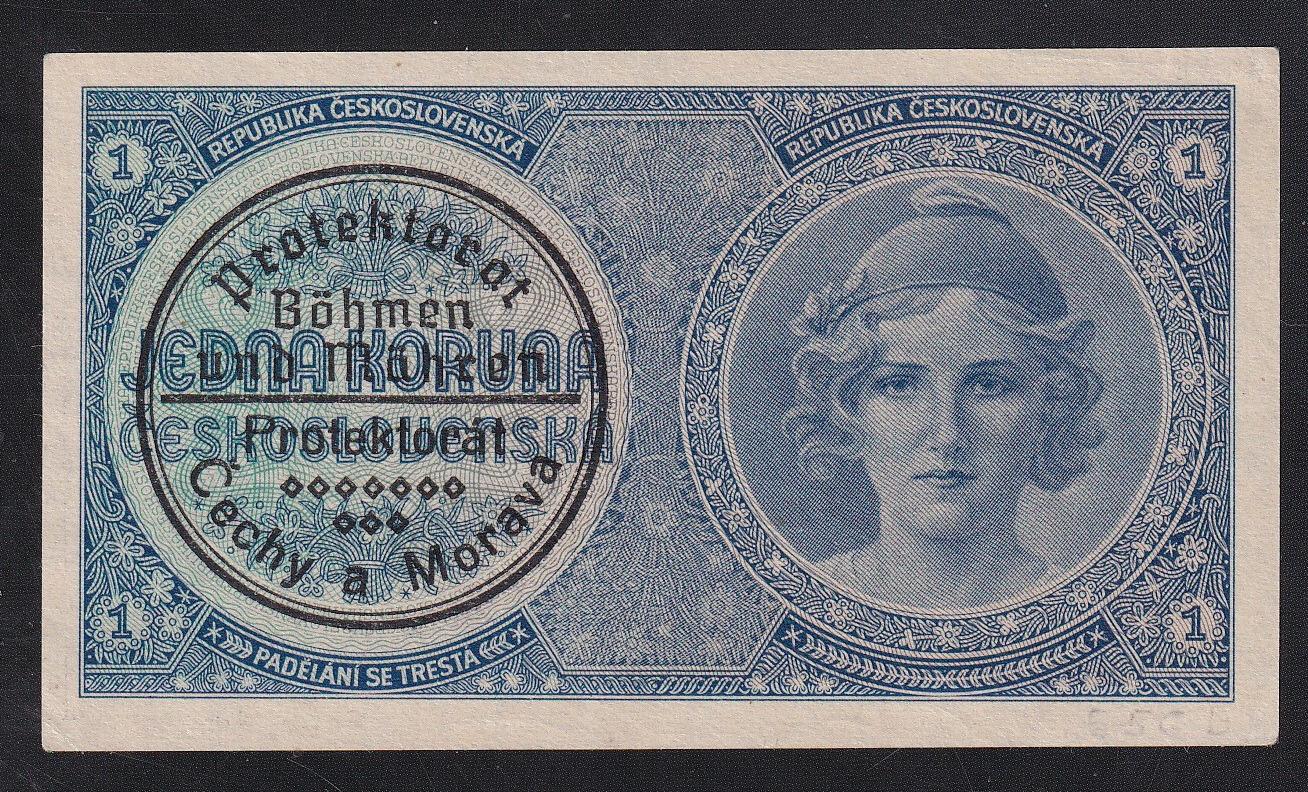 REPUBLIKA ČESKOSLOVENSKÁ
REPUBLIKA ČESKOSLOVENSKÁ
1
1
Protektorat
Böhmen
und Mähren
JEDNA KORUNA
Protektorát
ČESKOSLOVENSKÁ
Čechy a Morava
1
1
PADĚLÁNÍ SE TRESTÁ